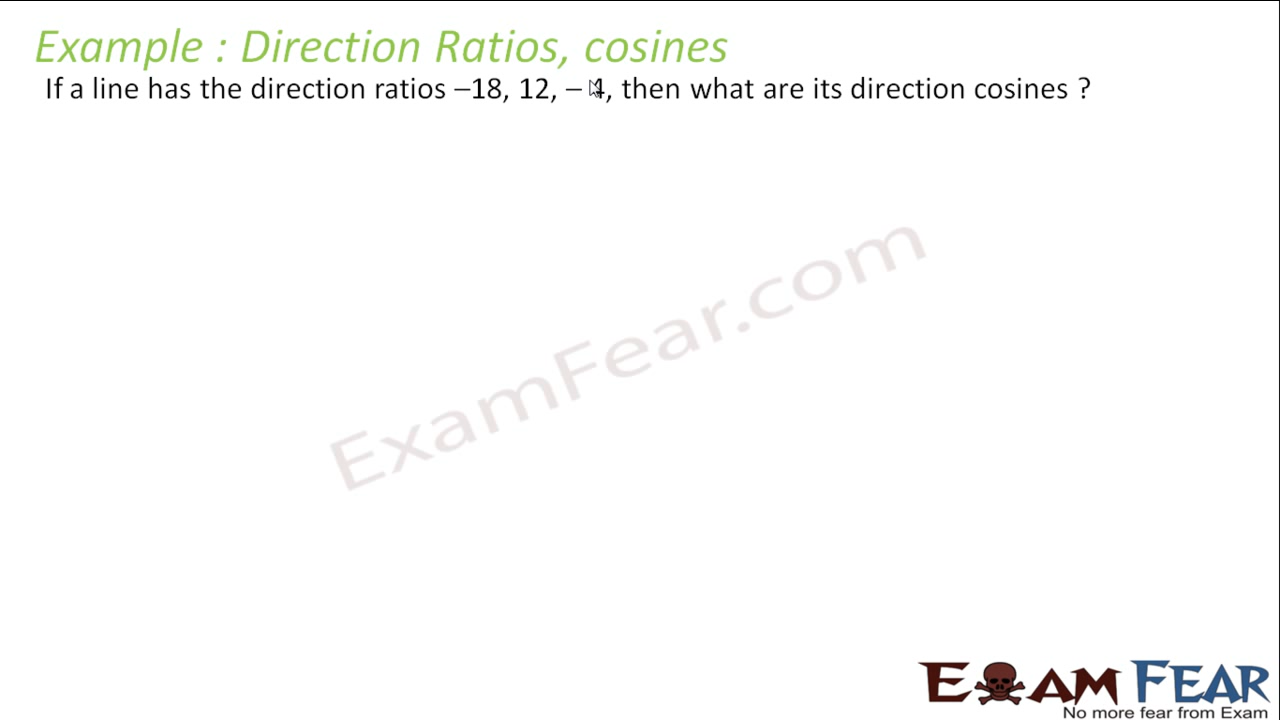 Example : Direction Ratios, cosines
If a line has the direction ratios –18, 12, – 4, then what are its direction cosines ?
ExamFear.com
EXAM FEAR
No more fear from Exam